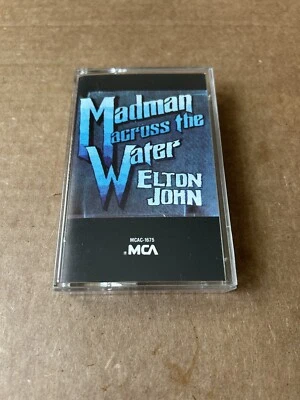 Madman
across the
Water
ELTON
JOHN
MCAC-1675
MCA